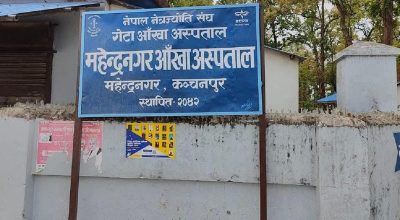 नेपाल नेत्रज्योति संघ
गेटा आँखा अस्पताल
महेन्द्रनगर आँखा अस्पताल
महेन्द्रनगर, कञ्चनपुर
स्थापित-२०४२